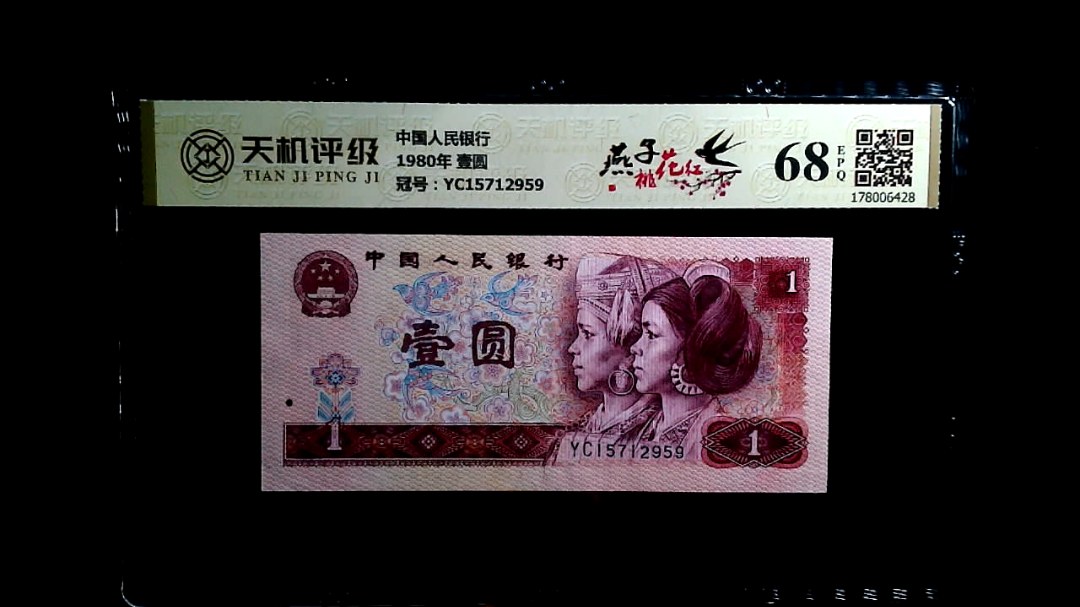 天机评级
TIAN JI PING JI
中国人民银行
1980年 壹圆
冠号：YC15712959
燕子
桃花红
68
EPQ
178006428
中国人民银行
1
壹圆
1
YC15712959
1